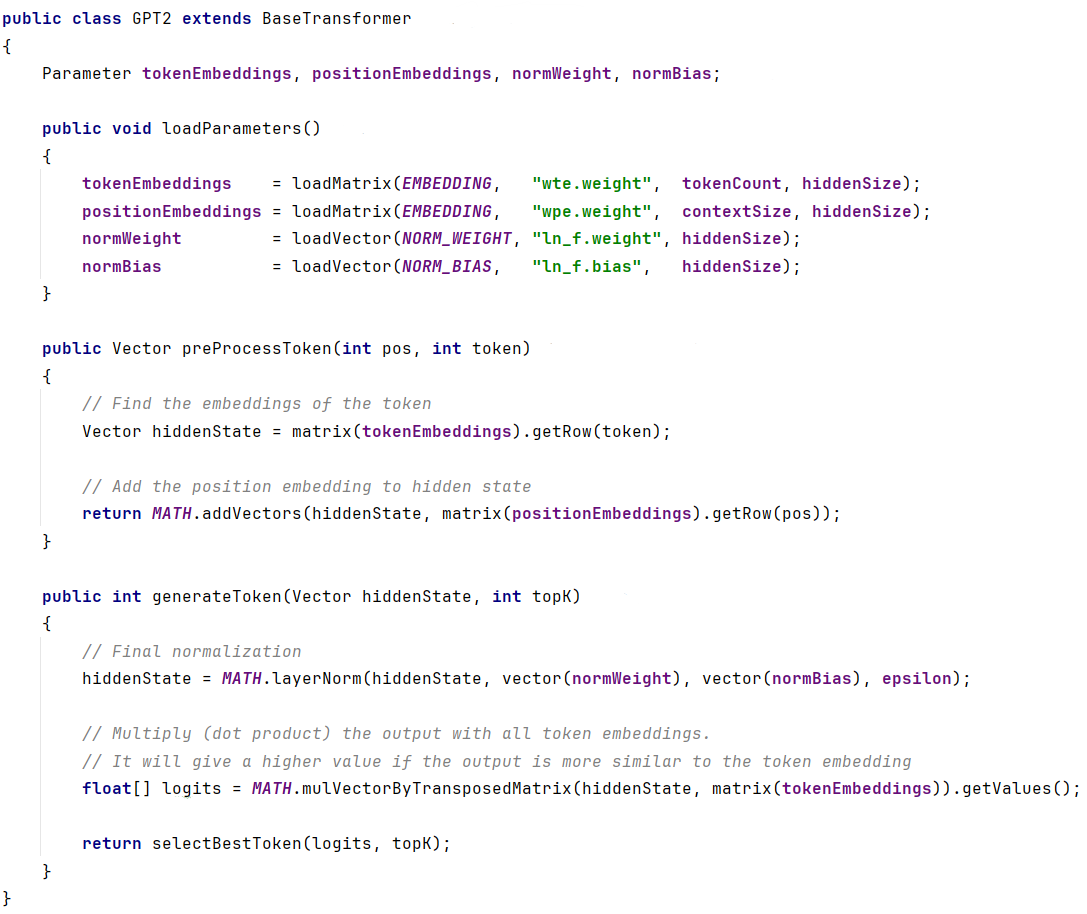 public class GPT2 extends BaseTransformer
{
    Parameter tokenEmbeddings, positionEmbeddings, normWeight, normBias;

    public void loadParameters()
    {
        tokenEmbeddings    = loadMatrix(EMBEDDING,   "wte.weight",  tokenCount, hiddenSize);
        positionEmbeddings = loadMatrix(EMBEDDING,   "wpe.weight",  contextSize, hiddenSize);
        normWeight         = loadVector(NORM_WEIGHT, "ln_f.weight", hiddenSize);
        normBias           = loadVector(NORM_BIAS,   "ln_f.bias",   hiddenSize);
    }

    public Vector preProcessToken(int pos, int token)
    {
        // Find the embeddings of the token
        Vector hiddenState = matrix(tokenEmbeddings).getRow(token);

        // Add the position embedding to hidden state
        return MATH.addVectors(hiddenState, matrix(positionEmbeddings).getRow(pos));
    }

    public int generateToken(Vector hiddenState, int topK)
    {
        // Final normalization
        hiddenState = MATH.layerNorm(hiddenState, vector(normWeight), vector(normBias), epsilon);

        // Multiply (dot product) the output with all token embeddings.
        // It will give a higher value if the output is more similar to the token embedding
        float[] logits = MATH.mulVectorByTransposedMatrix(hiddenState, matrix(tokenEmbeddings)).getValues();

        return selectBestToken(logits, topK);
    }
}